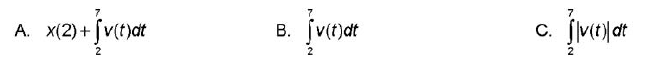 A. x(2) + ∫₂⁷ v(t)dt B. ∫₂⁷ v(t)dt C. ∫₂⁷ |v(t)| dt